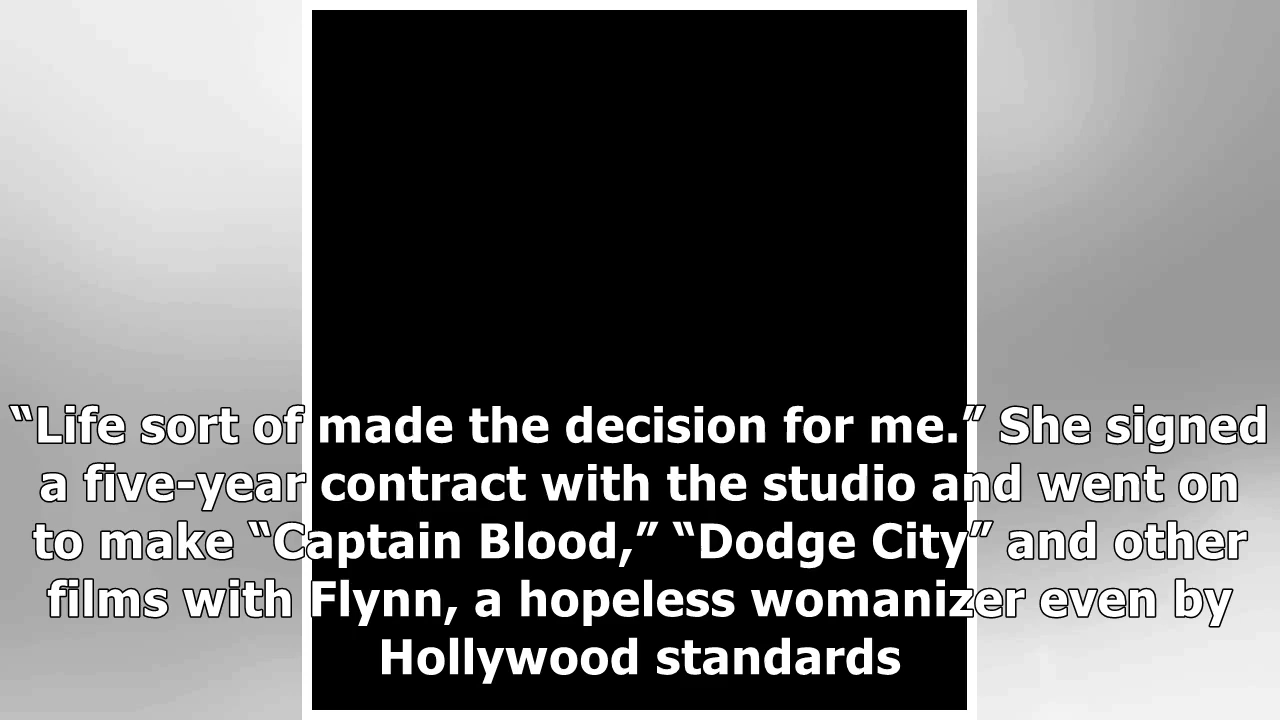 “Life sort of made the decision for me.” She signed
a five-year contract with the studio and went on
to make “Captain Blood,” “Dodge City” and other
films with Flynn, a hopeless womanizer even by
Hollywood standards